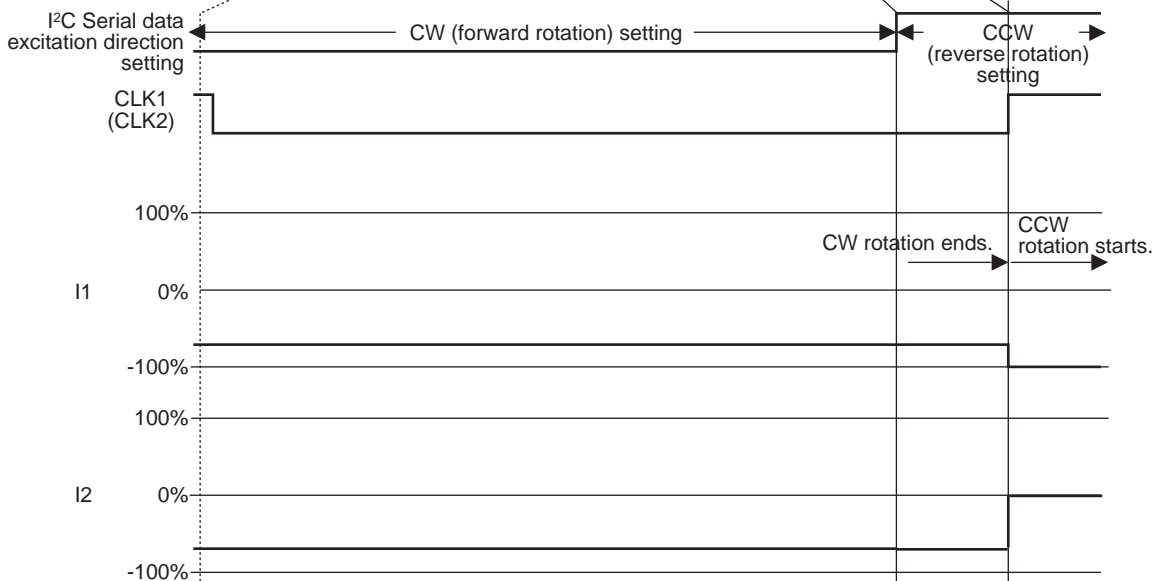 I²C Serial data
excitation direction
setting
CW (forward rotation) setting
CCW
(reverse rotation)
setting
CLK1
(CLK2)
100%
CW rotation ends.
CCW
rotation starts.
I1
0%
-100%
100%
I2
0%
-100%